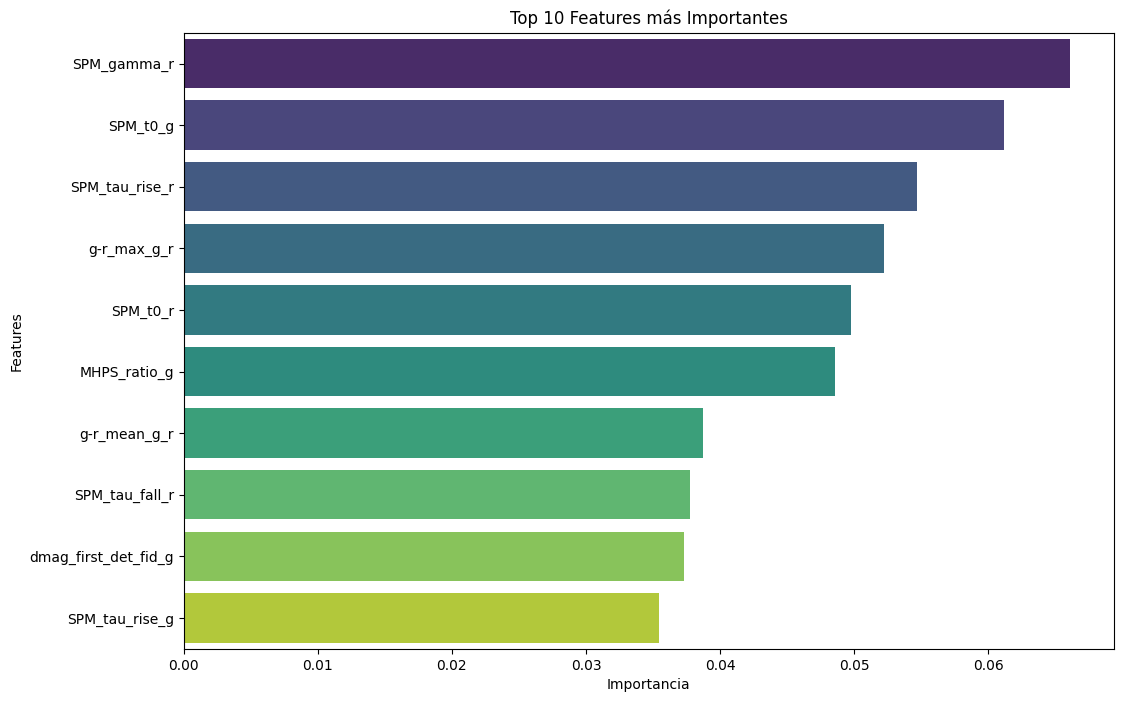 Top 10 Features más Importantes
Features
SPM_gamma_r
SPM_t0_g
SPM_tau_rise_r
g-r_max_g_r
SPM_t0_r
MHPS_ratio_g
g-r_mean_g_r
SPM_tau_fall_r
dmag_first_det_fid_g
SPM_tau_rise_g
0.00 0.01 0.02 0.03 0.04 0.05 0.06
Importancia